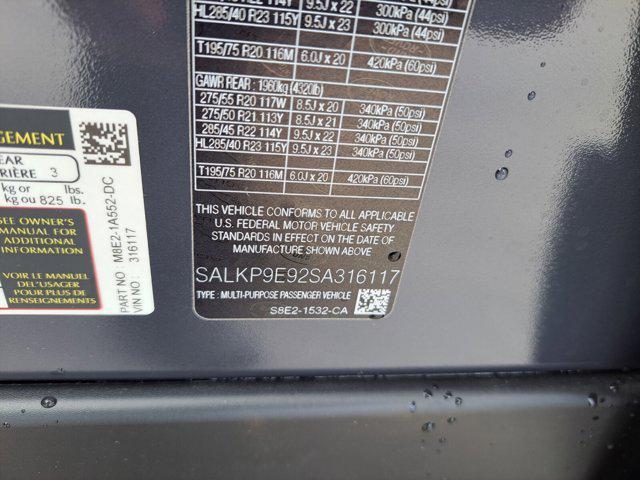 9.5J x 22
300kPa (44psi)
HL285/40 R23 115Y 9.5J x 23 300kPa (44psi)
T195/75 R20 116M 6.0J x 20 420kPa (60psi)
GAWR REAR : 1960kg (4320lb)
275/55 R20 117W 8.5J x 20 340kPa (50psi)
275/50 R21 113Y 8.5J x 21 340kPa (50psi)
285/45 R22 114Y 9.5J x 22 340kPa (50psi)
HL285/40 R23 115Y 9.5J x 23 340kPa (50psi)
T195/75 R20 116M 6.0J x 20 420kPa (60psi)
THIS VEHICLE CONFORMS TO ALL APPLICABLE
U.S. FEDERAL MOTOR VEHICLE SAFETY
STANDARDS IN EFFECT ON THE DATE OF
MANUFACTURE SHOWN ABOVE
SALKP9E92SA316117
TYPE : MULTI-PURPOSE PASSENGER VEHICLE
S8E2-1532-CA
3
kg or lbs.
kg ou 825 lb.
SEE OWNER'S
MANUAL FOR
ADDITIONAL
INFORMATION
VOIR LE MANUEL
DE L'USAGER
POUR PLUS DE
RENSEIGNEMENTS
PART NO : M8E2-1A552-DC
VIN NO : 316117